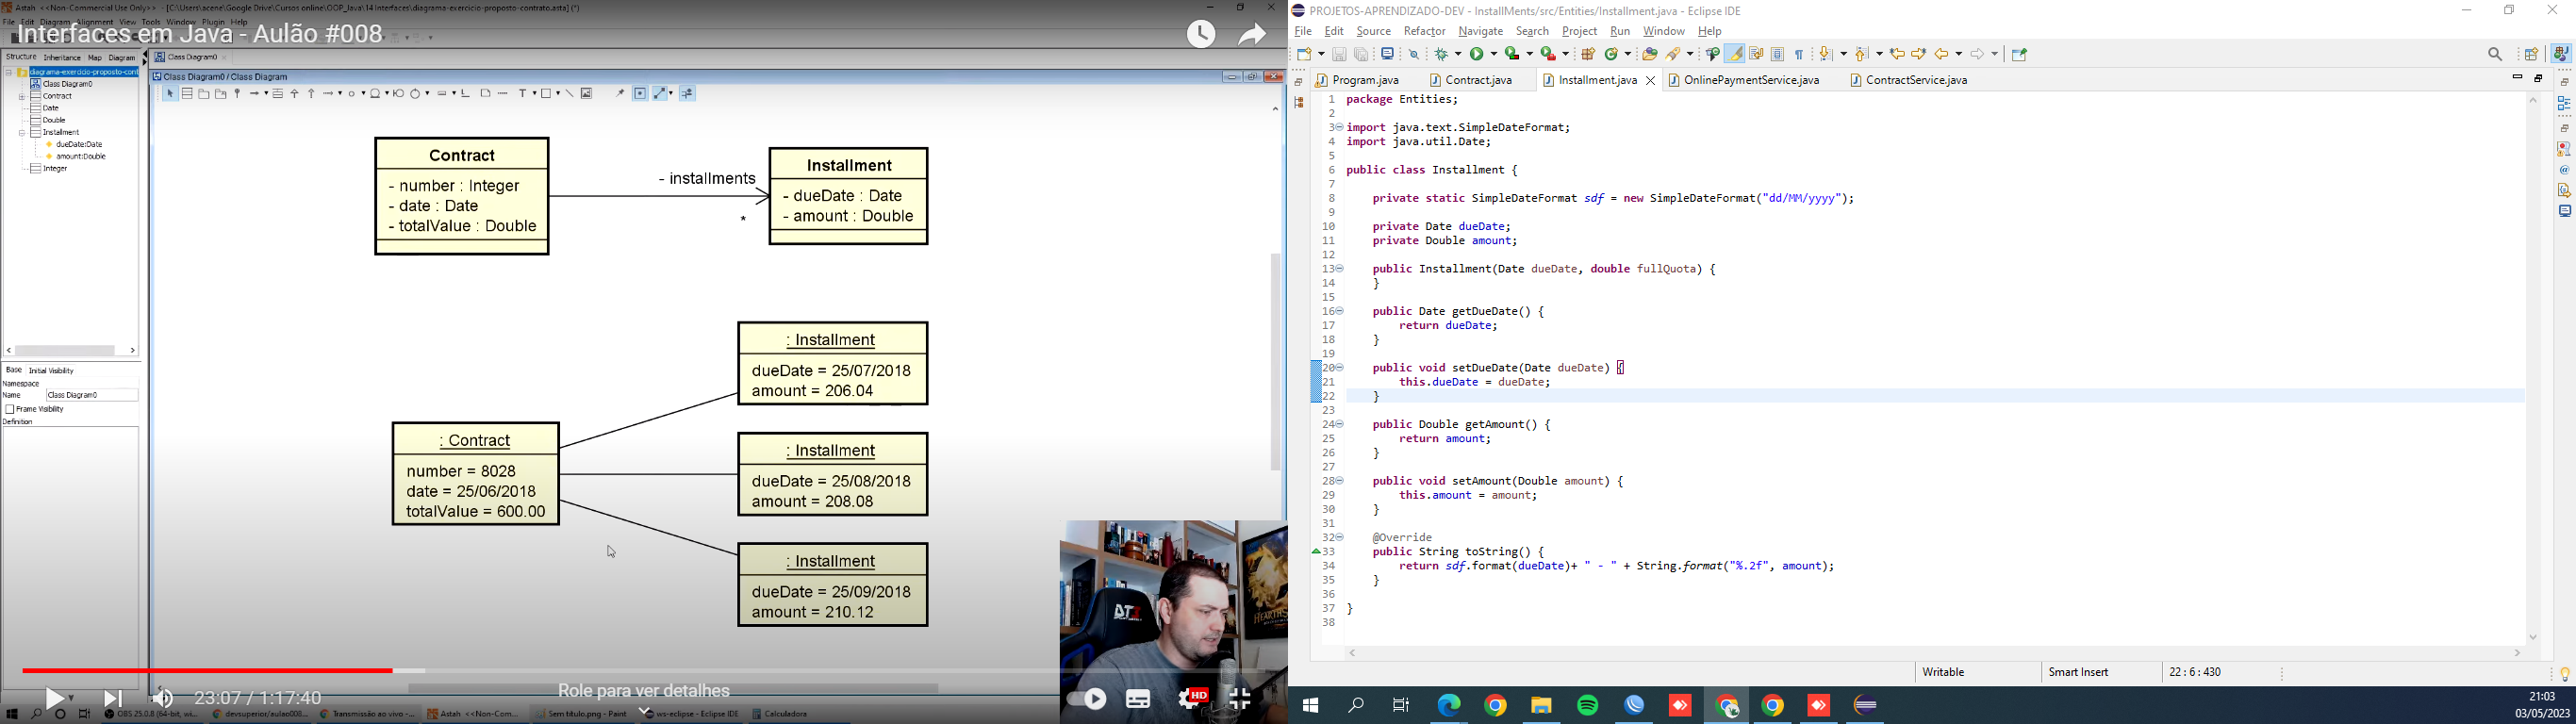 Astah <<Non-Commercial Use Only>> - [C:\Users\acene\Google Drive\Cursos online\OOP_Java\14 Interfaces\diagrama-exercicio-proposto-contrato.asta] (*)
File Edit Diagram Alignment View Tools Window Plugin Help
Interfaces em Java - Aulão #008
Structure Inheritance Map Diagram
Class Diagram0
diagrama-exercicio-proposto-cont
Class Diagram0
Contract
Date
Double
Installment
dueDate:Date
amount:Double
Integer
Class Diagram0 / Class Diagram
Contract
- number : Integer
- date : Date
- totalValue : Double
- installments
*
Installment
- dueDate : Date
- amount : Double
: Contract
number = 8028
date = 25/06/2018
totalValue = 600.00
: Installment
dueDate = 25/07/2018
amount = 206.04
: Installment
dueDate = 25/08/2018
amount = 208.08
: Installment
dueDate = 25/09/2018
amount = 210.12
Base Initial Visibility
Namespace
Name Class Diagram0
Frame Visibility
Definition
DT3
23:07 / 1:17:40
Role para ver detalhes
HD
OBS 25.0.8 (64-bit, wi...
devsuperior/aulao00...
Transmissão ao vivo -...
Astah <<Non-Com...
Sem título.png - Paint
ws-eclipse - Eclipse IDE
Calculadora
PROJETOS-APRENDIZADO-DEV - InstallMents/src/Entities/Installment.java - Eclipse IDE
File Edit Source Refactor Navigate Search Project Run Window Help
Program.java Contract.java Installment.java OnlinePaymentService.java ContractService.java
1 package Entities;
2
3 import java.text.SimpleDateFormat;
4 import java.util.Date;
5
6 public class Installment {
7
8 private static SimpleDateFormat sdf = new SimpleDateFormat("dd/MM/yyyy");
9
10 private Date dueDate;
11 private Double amount;
12
13 public Installment(Date dueDate, double fullQuota) {
14 }
15
16 public Date getDueDate() {
17 return dueDate;
18 }
19
20 public void setDueDate(Date dueDate) {
21 this.dueDate = dueDate;
22 }
23
24 public Double getAmount() {
25 return amount;
26 }
27
28 public void setAmount(Double amount) {
29 this.amount = amount;
30 }
31
32 @Override
33 public String toString() {
34 return sdf.format(dueDate)+ " - " + String.format("%.2f", amount);
35 }
36
37 }
38
Writable
Smart Insert
22 : 6 : 430
21:03
03/05/2023